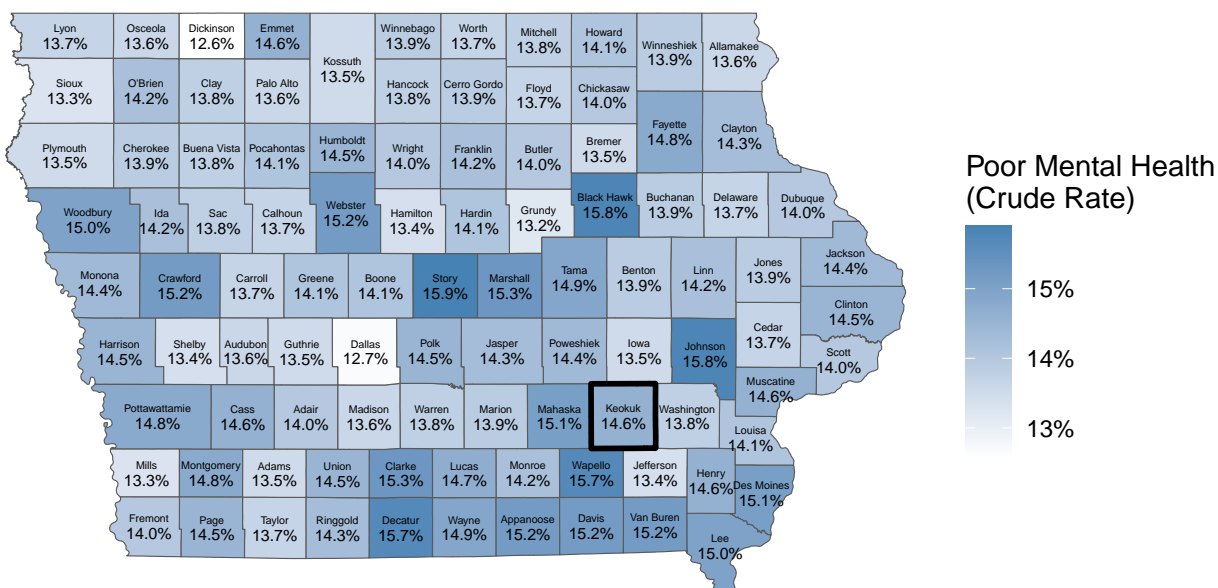 Lyon
13.7%
Osceola
13.6%
Dickinson
12.6%
Emmet
14.6%
Kossuth
13.5%
Winnebago
13.9%
Worth
13.7%
Mitchell
13.8%
Howard
14.1%
Winneshiek
13.9%
Allamakee
13.6%
Sioux
13.3%
O'Brien
14.2%
Clay
13.8%
Palo Alto
13.6%
Hancock
13.8%
Cerro Gordo
13.9%
Floyd
13.7%
Chickasaw
14.0%
Fayette
14.8%
Clayton
14.3%
Plymouth
13.5%
Cherokee
13.9%
Buena Vista
13.8%
Pocahontas
14.1%
Humboldt
14.5%
Wright
14.0%
Franklin
14.2%
Butler
14.0%
Bremer
13.5%
Woodbury
15.0%
Ida
14.2%
Sac
13.8%
Calhoun
13.7%
Webster
15.2%
Hamilton
13.4%
Hardin
14.1%
Grundy
13.2%
Black Hawk
15.8%
Buchanan
13.9%
Delaware
13.7%
Dubuque
14.0%
Monona
14.4%
Crawford
15.2%
Carroll
13.7%
Greene
14.1%
Boone
14.1%
Story
15.9%
Marshall
15.3%
Tama
14.9%
Benton
13.9%
Linn
14.2%
Jones
13.9%
Jackson
14.4%
Clinton
14.5%
Harrison
14.5%
Shelby
13.4%
Audubon
13.6%
Guthrie
13.5%
Dallas
12.7%
Polk
14.5%
Jasper
14.3%
Poweshiek
14.4%
Iowa
13.5%
Johnson
15.8%
Cedar
13.7%
Scott
14.0%
Muscatine
14.6%
Pottawattamie
14.8%
Cass
14.6%
Adair
14.0%
Madison
13.6%
Warren
13.8%
Marion
13.9%
Mahaska
15.1%
Keokuk
14.6%
Washington
13.8%
Louisa
14.1%
Mills
13.3%
Montgomery
14.8%
Adams
13.5%
Union
14.5%
Clarke
15.3%
Lucas
14.7%
Monroe
14.2%
Wapello
15.7%
Jefferson
13.4%
Henry
14.6%
Des Moines
15.1%
Fremont
14.0%
Page
14.5%
Taylor
13.7%
Ringgold
14.3%
Decatur
15.7%
Wayne
14.9%
Appanoose
15.2%
Davis
15.2%
Van Buren
15.2%
Lee
15.0%
Poor Mental Health
(Crude Rate)
15%
14%
13%